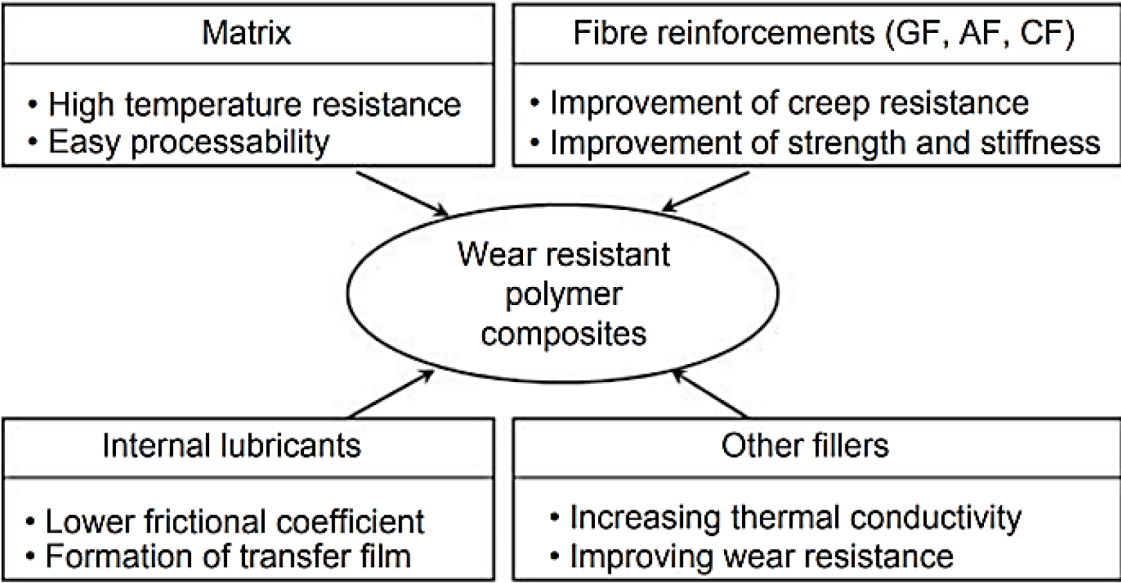 Matrix
• High temperature resistance
• Easy processability
Fibre reinforcements (GF, AF, CF)
• Improvement of creep resistance
• Improvement of strength and stiffness
Wear resistant
polymer
composites
Internal lubricants
• Lower frictional coefficient
• Formation of transfer film
Other fillers
• Increasing thermal conductivity
• Improving wear resistance